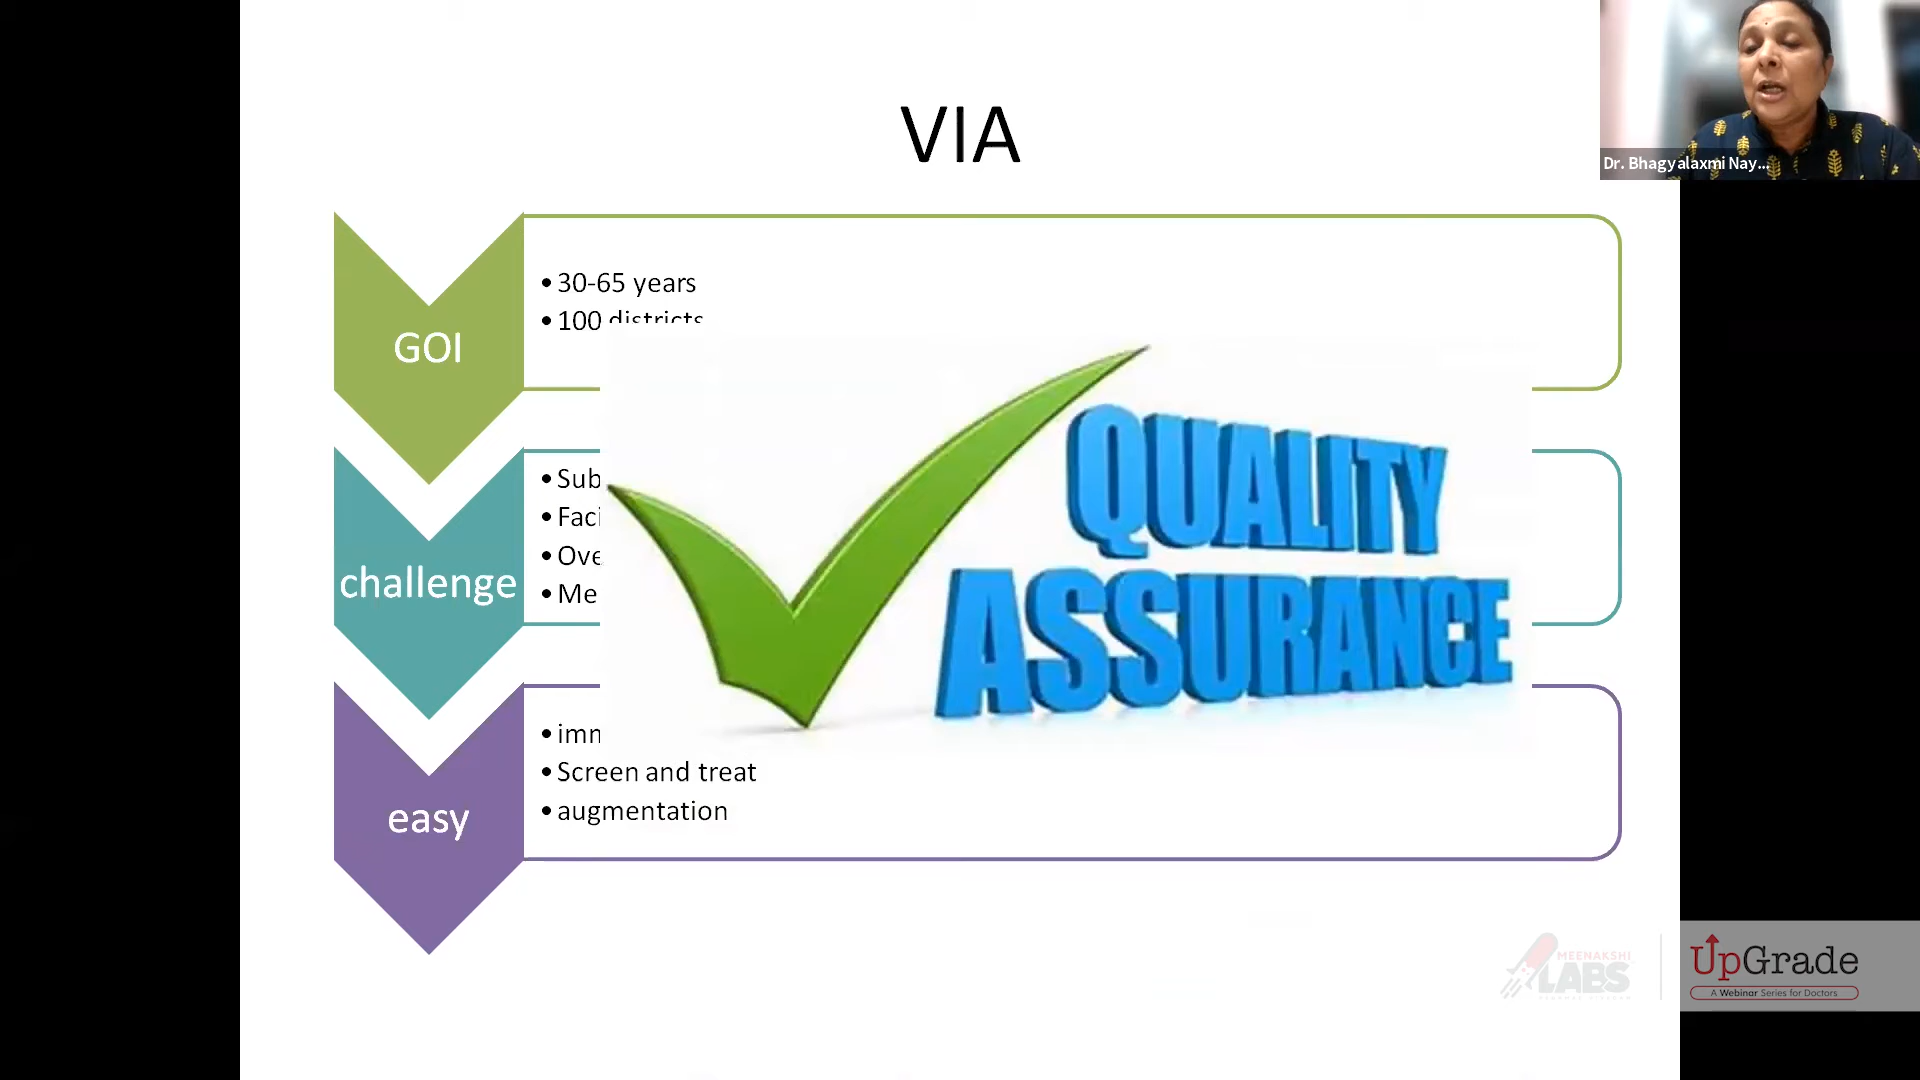 VIA
Dr. Bhagyalaxmi Nay...
GOI
• 30-65 years
• 100 districts
challenge
• Sub
• Faci
• Ove
• Me
QUALITY
ASSURANCE
easy
• Screen and treat
• augmentation
MEENAKSHI
LABS
UpGrade
A Webinar Series for Doctors